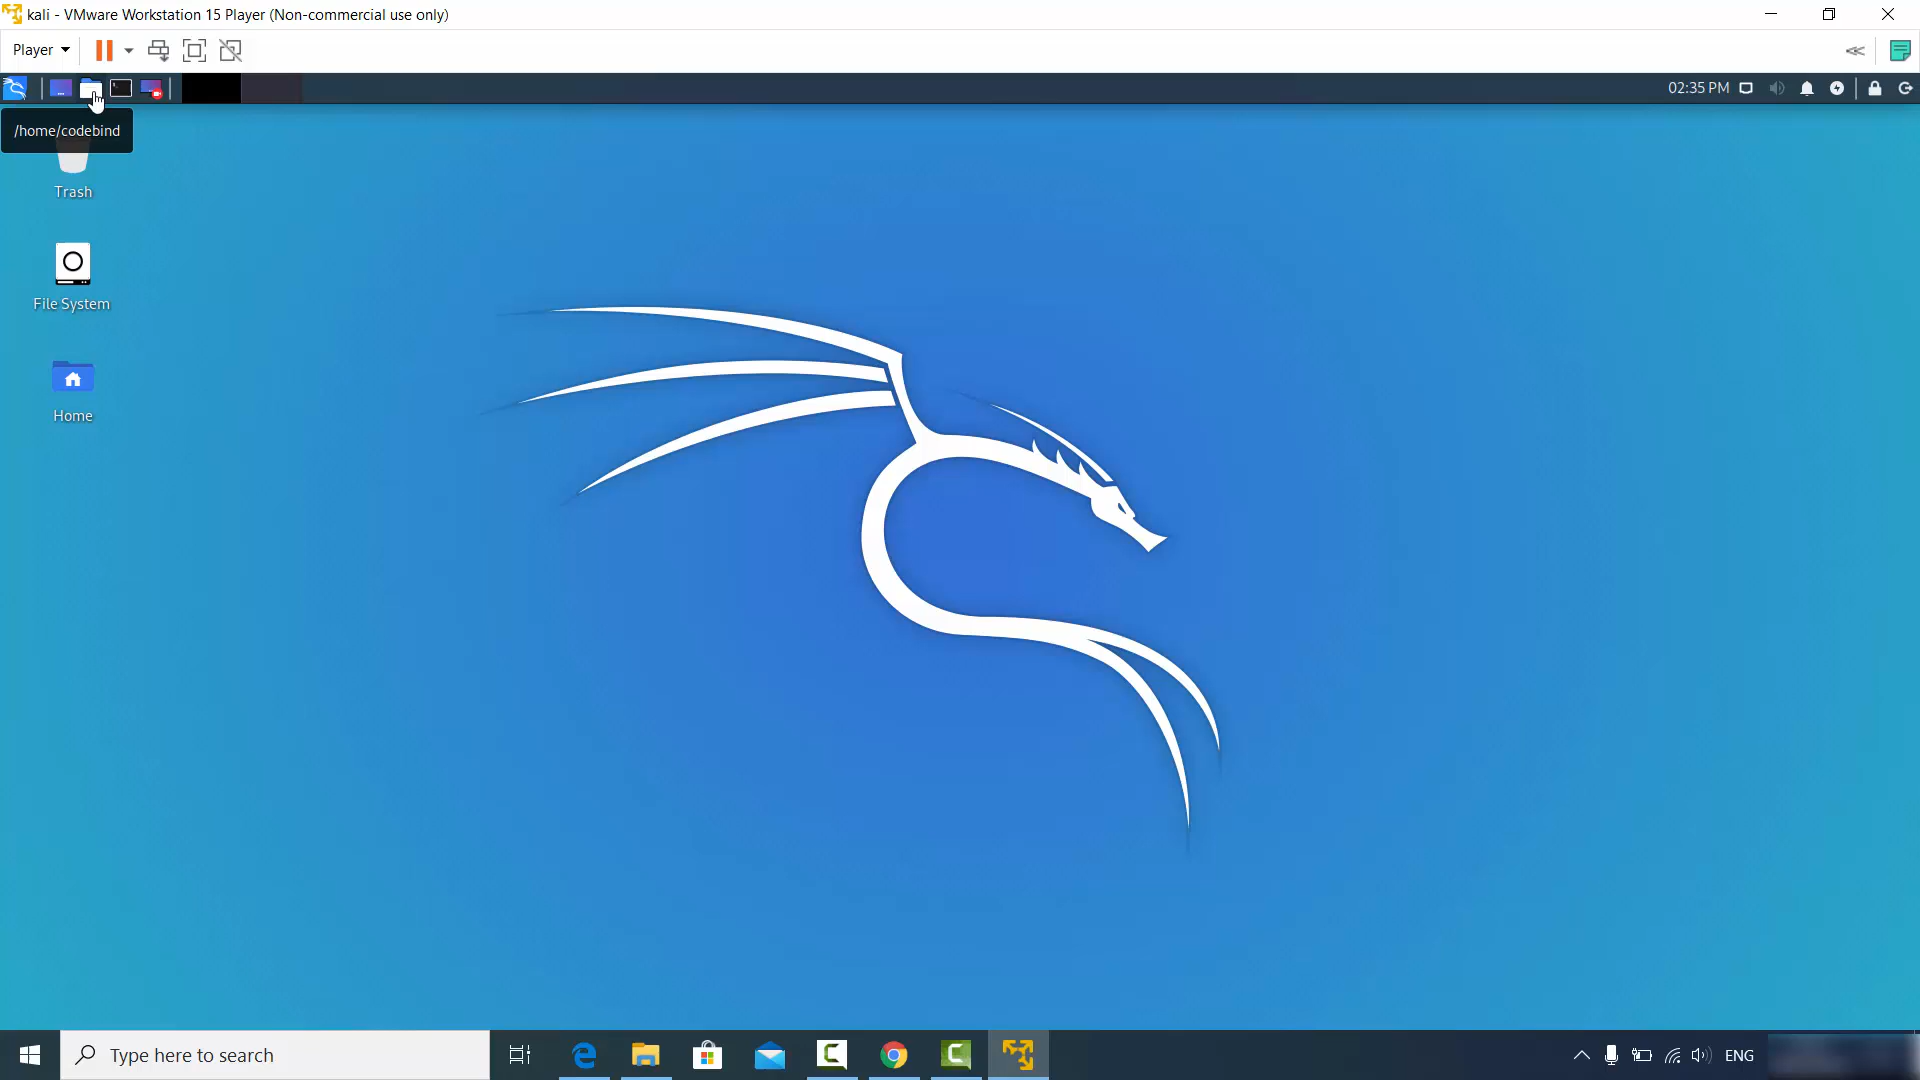 kali - VMware Workstation 15 Player (Non-commercial use only)
Player
02:35 PM
/home/codebind
Trash
File System
Home
Type here to search
ENG